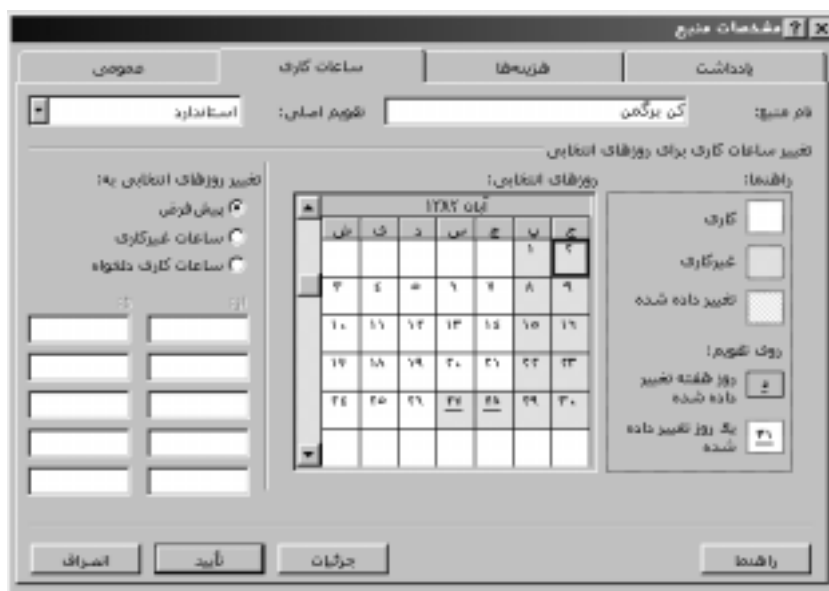 مشخصات منبع
یادداشت
هزینه‌ها
ساعات کاری
عمومی
نام منبع:
کن برگمن
تقویم اصلی:
استاندارد
تغییر ساعات کاری برای روزهای انتخابی
راهنما:
کاری
غیرکاری
تغییر داده شده
روی تقویم:
روز هفته تغییر
داده شده
۳۱
یک روز تغییر داده
شده
روزهای انتخابی:
آبان ۱۳۸۲
ش ی د س چ پ ج
۱ ۲
۳ ۴ ۵ ۶ ۷ ۸ ۹
۱۰ ۱۱ ۱۲ ۱۳ ۱۴ ۱۵ ۱۶
۱۷ ۱۸ ۱۹ ۲۰ ۲۱ ۲۲ ۲۳
۲۴ ۲۵ ۲۶ ۲۷ ۲۸ ۲۹ ۳۰
تغییر روزهای انتخابی به:
پیش‌فرض
ساعات غیرکاری
ساعات کاری دلخواه
از:
تا:
راهنما
جزئیات
تأیید
انصراف